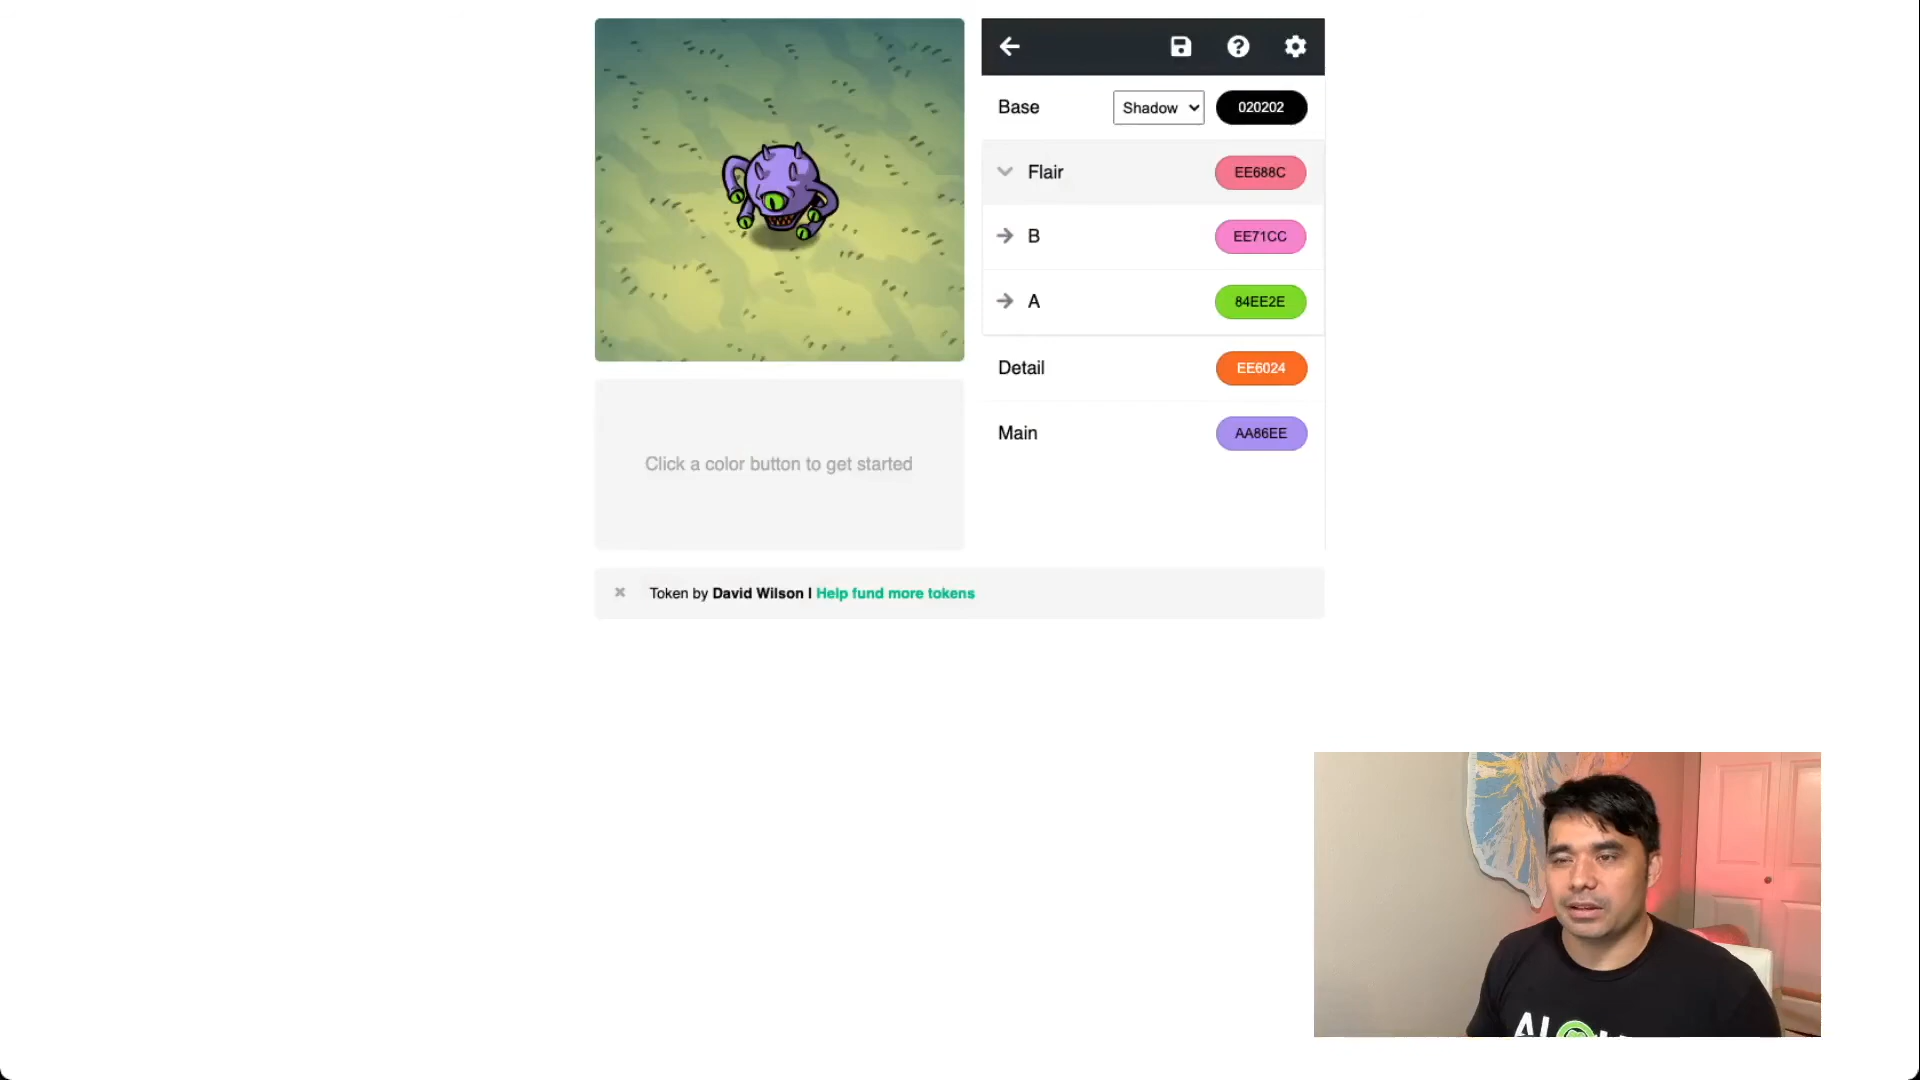 Base
Shadow
020202
Flair
EE688C
B
EE71CC
A
84EE2E
Detail
EE6024
Main
AA86EE
Click a color button to get started
Token by David Wilson | Help fund more tokens